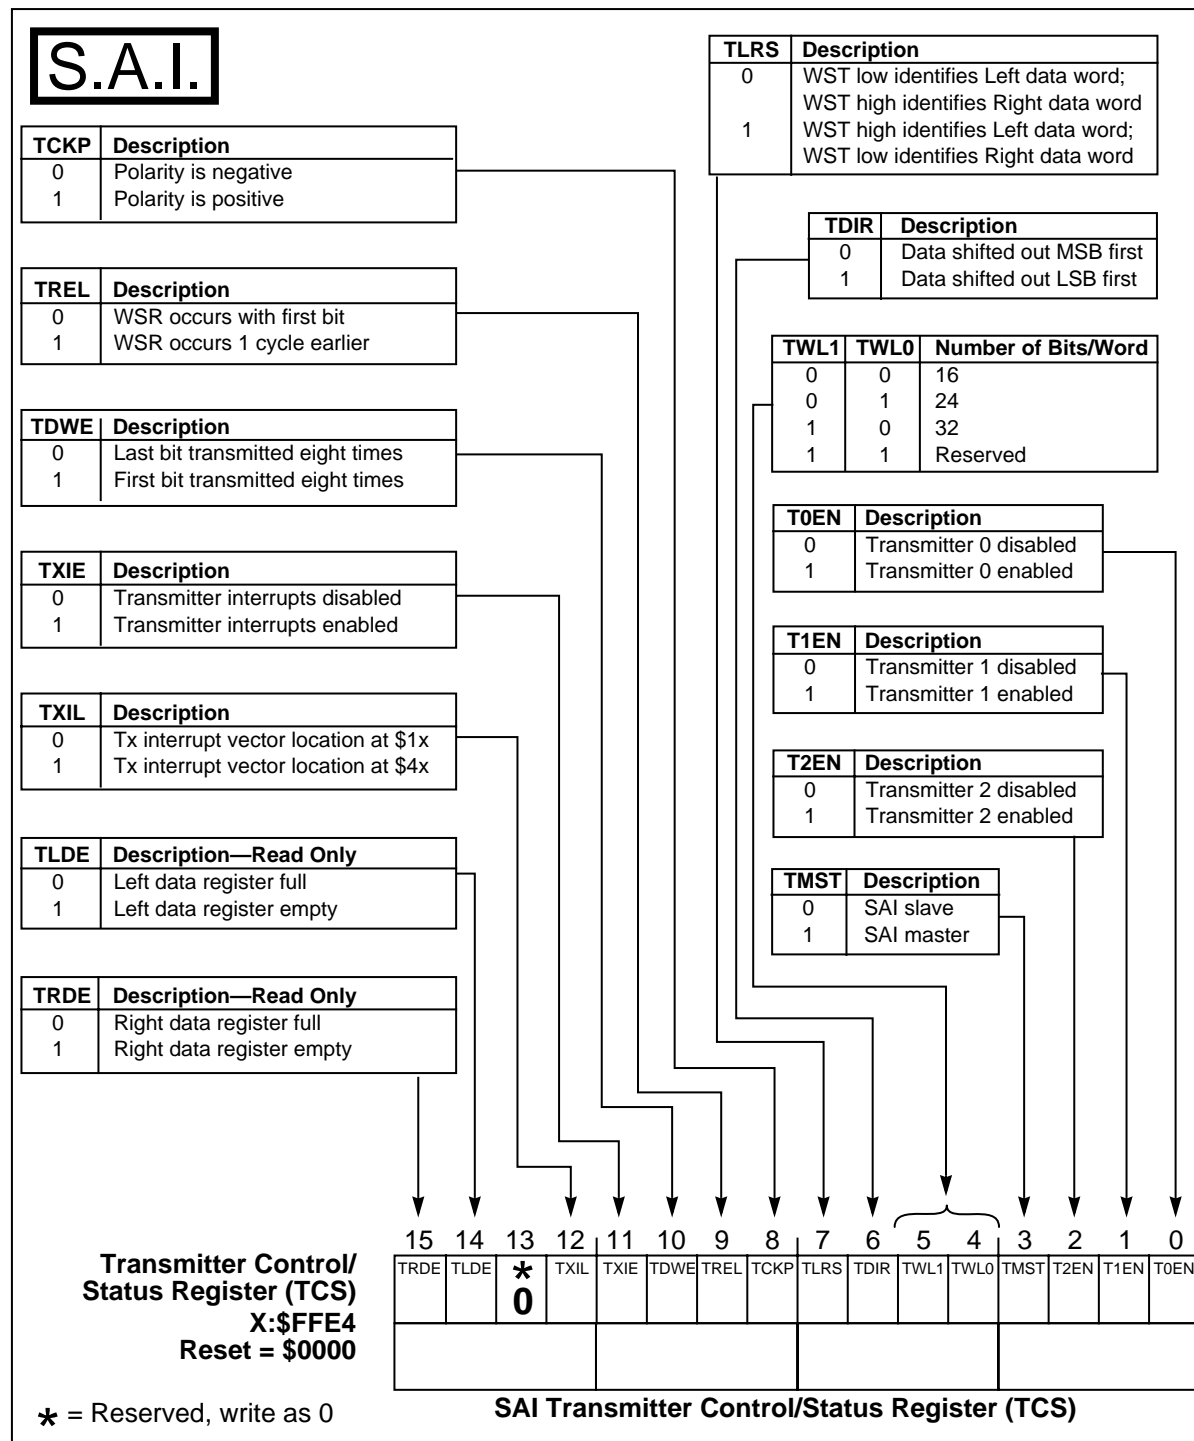 S.A.I.
TCKP Description
0 Polarity is negative
1 Polarity is positive
TREL Description
0 WSR occurs with first bit
1 WSR occurs 1 cycle earlier
TDWE Description
0 Last bit transmitted eight times
1 First bit transmitted eight times
TXIE Description
0 Transmitter interrupts disabled
1 Transmitter interrupts enabled
TXIL Description
0 Tx interrupt vector location at $1x
1 Tx interrupt vector location at $4x
TLDE Description—Read Only
0 Left data register full
1 Left data register empty
TRDE Description—Read Only
0 Right data register full
1 Right data register empty
TLRS Description
0 WST low identifies Left data word;
WST high identifies Right data word
1 WST high identifies Left data word;
WST low identifies Right data word
TDIR Description
0 Data shifted out MSB first
1 Data shifted out LSB first
TWL1 TWL0 Number of Bits/Word
0 0 16
0 1 24
1 0 32
1 1 Reserved
T0EN Description
0 Transmitter 0 disabled
1 Transmitter 0 enabled
T1EN Description
0 Transmitter 1 disabled
1 Transmitter 1 enabled
T2EN Description
0 Transmitter 2 disabled
1 Transmitter 2 enabled
TMST Description
0 SAI slave
1 SAI master
15 14 13 12 11 10 9 8 7 6 5 4 3 2 1 0
TRDE TLDE * TXIL TXIE TDWE TREL TCKP TLRS TDIR TWL1 TWL0 TMST T2EN T1EN T0EN
0
Transmitter Control/
Status Register (TCS)
X:$FFE4
Reset = $0000
* = Reserved, write as 0
SAI Transmitter Control/Status Register (TCS)